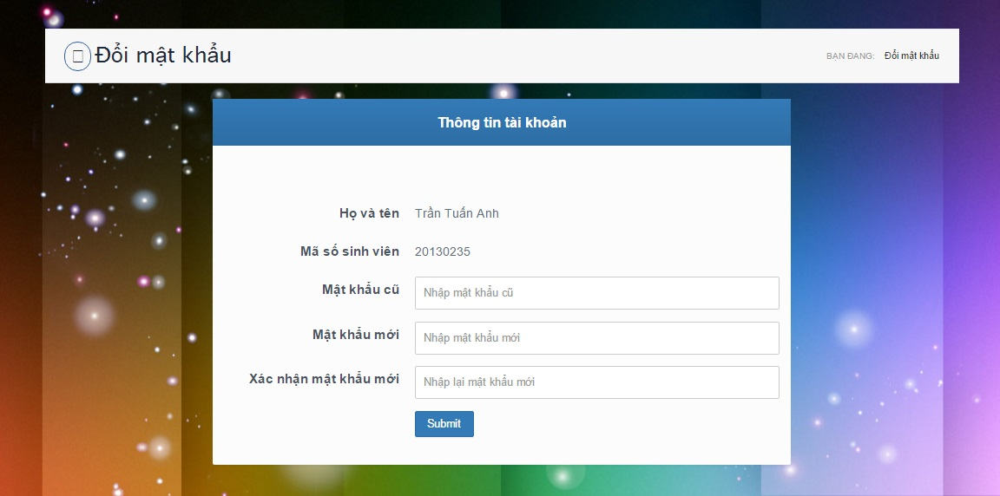 Đổi mật khẩu
BẠN ĐANG: Đổi mật khẩu
Thông tin tài khoản
Họ và tên Trần Tuấn Anh
Mã số sinh viên 20130235
Mật khẩu cũ Nhập mật khẩu cũ
Mật khẩu mới Nhập mật khẩu mới
Xác nhận mật khẩu mới Nhập lại mật khẩu mới
Submit